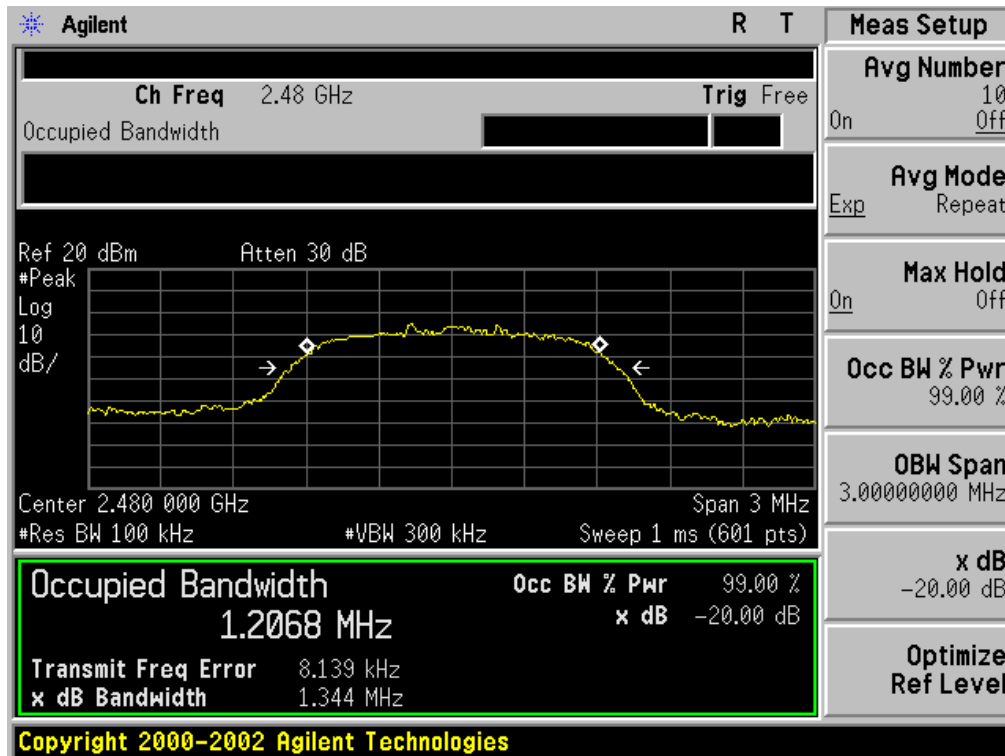 Agilent R T
Ch Freq 2.48 GHz Trig Free
Occupied Bandwidth
Ref 20 dBm Atten 30 dB
#Peak
Log
10
dB/
Center 2.480 000 GHz Span 3 MHz
#Res BW 100 kHz #VBW 300 kHz Sweep 1 ms (601 pts)
Occupied Bandwidth
1.2068 MHz
Occ BW % Pwr 99.00 %
x dB -20.00 dB
Transmit Freq Error 8.139 kHz
x dB Bandwidth 1.344 MHz
Copyright 2000-2002 Agilent Technologies
Meas Setup
Avg Number
10
On Off
Avg Mode
Exp Repeat
Max Hold
On Off
Occ BW % Pwr
99.00 %
OBW Span
3.00000000 MHz
x dB
-20.00 dB
Optimize
Ref Level